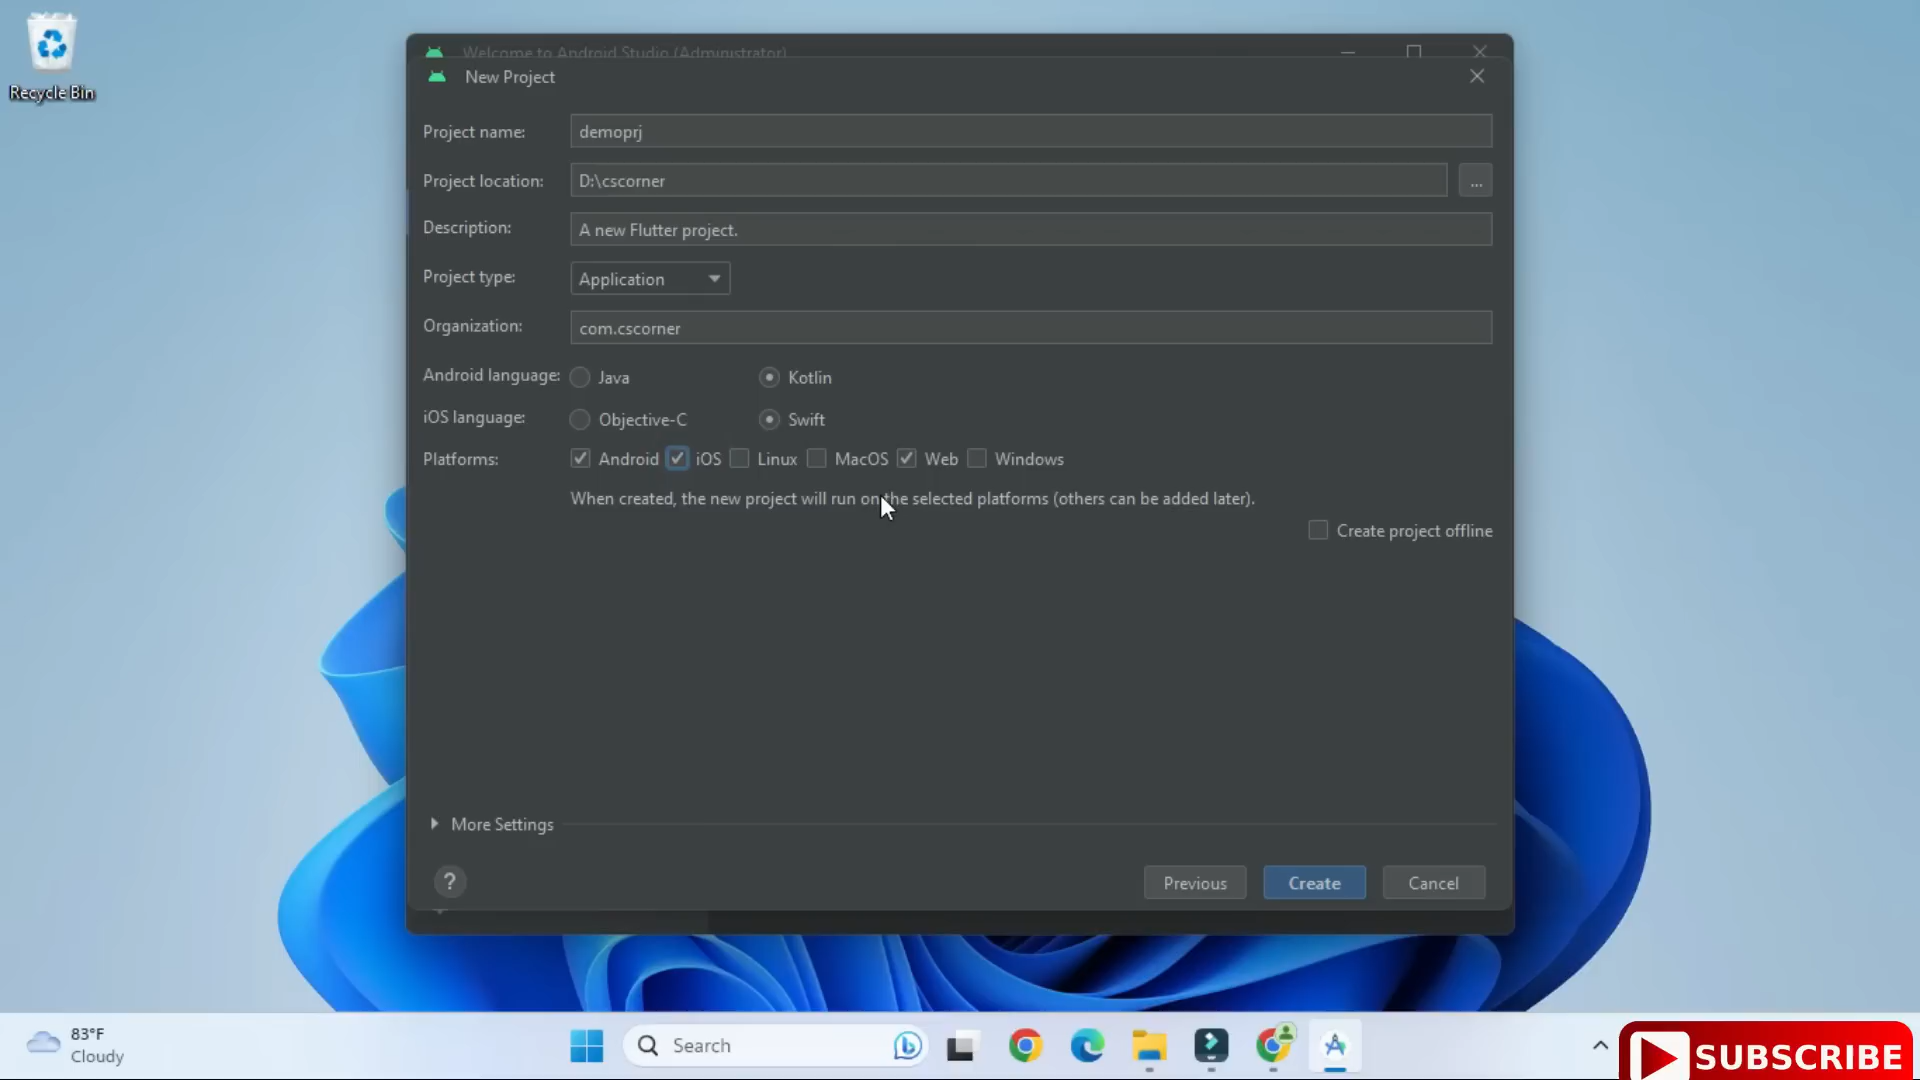 Recycle Bin
Welcome to Android Studio (Administrator)
New Project
Project name: demoprj
Project location: D:\cscorner ...
Description: A new Flutter project.
Project type: Application
Organization: com.cscorner
Android language: Java Kotlin
iOS language: Objective-C Swift
Platforms: Android iOS Linux MacOS Web Windows
When created, the new project will run on the selected platforms (others can be added later).
Create project offline
More Settings
? Previous Create Cancel
83°F
Cloudy
Search
SUBSCRIBE